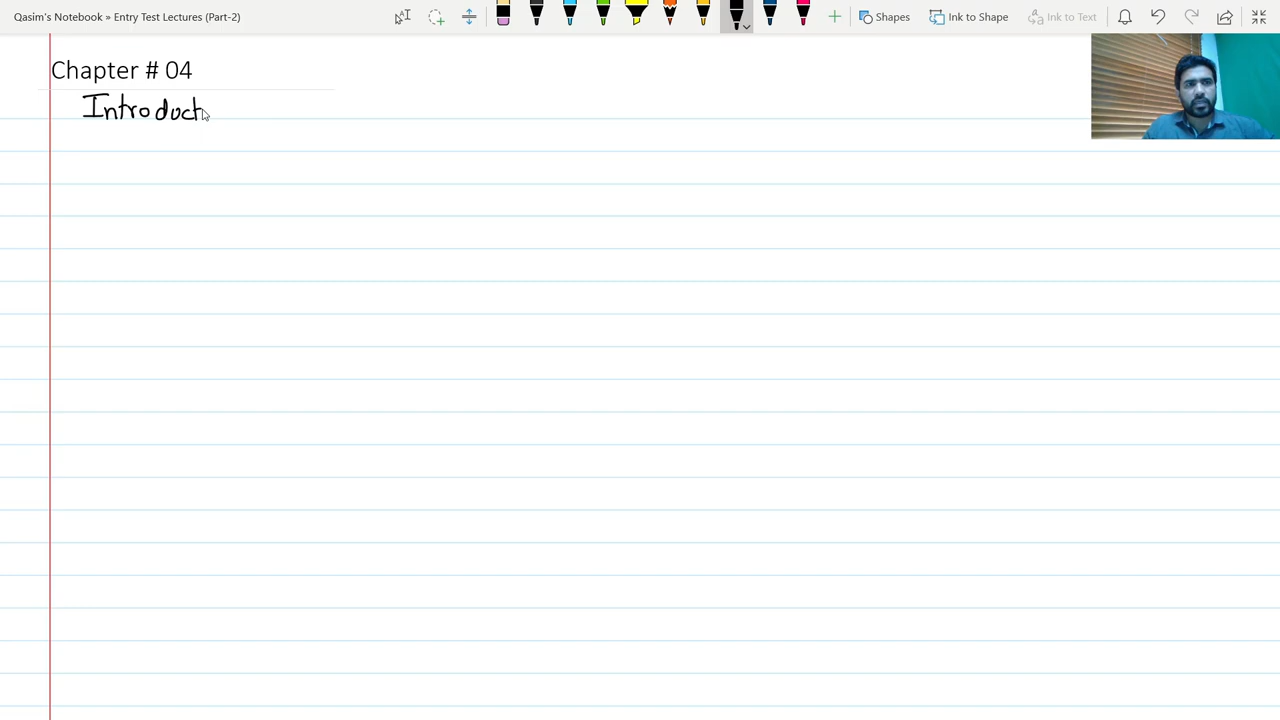 Qasim's Notebook » Entry Test Lectures (Part-2)
Shapes
Ink to Shape
Ink to Text
Chapter # 04
Introduct